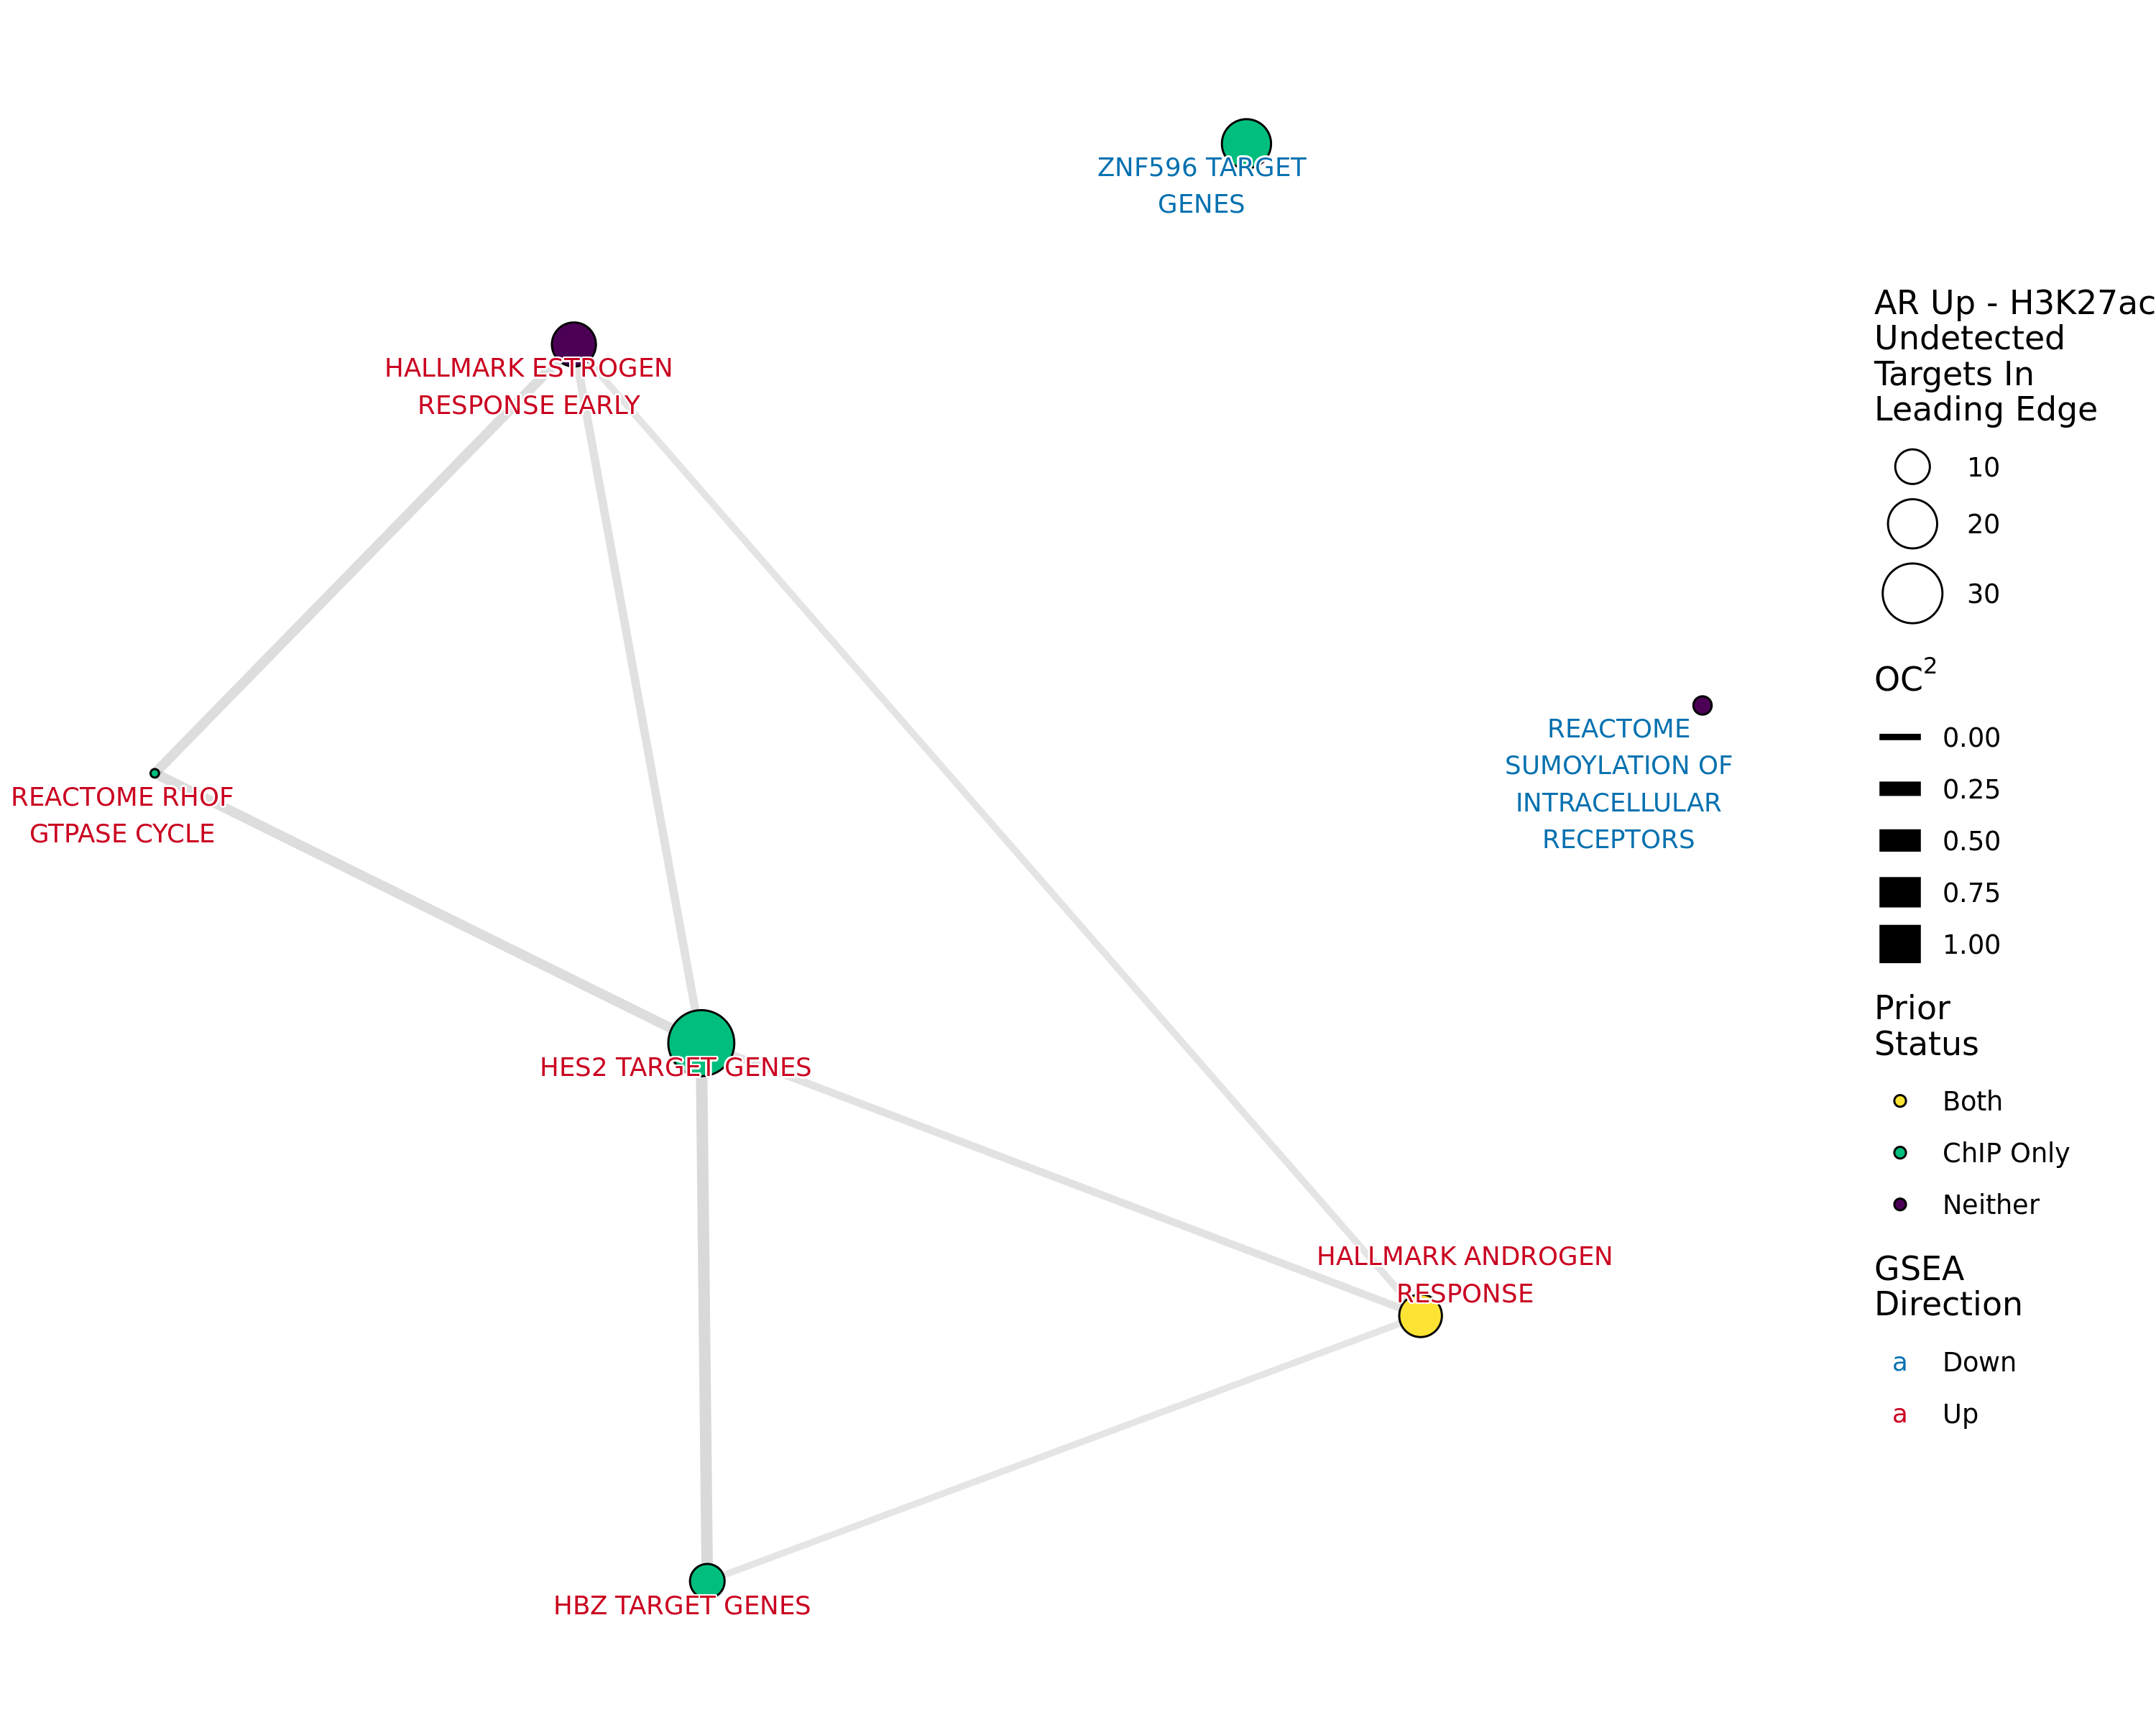 ZNF596 TARGET
GENES
HALLMARK ESTROGEN
RESPONSE EARLY
REACTOME
SUMOYLATION OF
INTRACELLULAR
RECEPTORS
REACTOME RHOF
GTPASE CYCLE
HES2 TARGET GENES
HALLMARK ANDROGEN
RESPONSE
HBZ TARGET GENES
AR Up - H3K27ac
Undetected
Targets In
Leading Edge
10
20
30
OC²
0.00
0.25
0.50
0.75
1.00
Prior
Status
Both
ChIP Only
Neither
GSEA
Direction
a Down
a Up